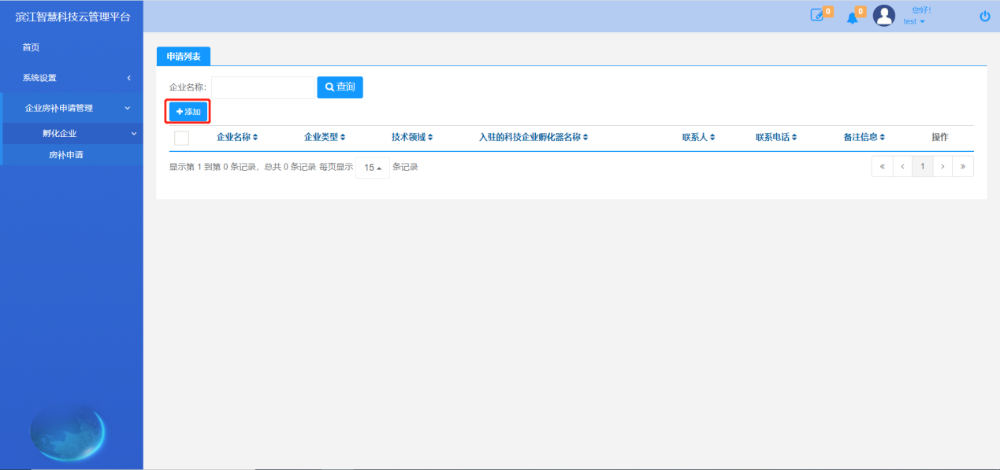 滨江智慧科技云管理平台
0
0
您好!
test
首页
系统设置
企业房补申请管理
孵化企业
房补申请
申请列表
企业名称:
查询
添加
企业名称 企业类型 技术领域 入驻的科技企业孵化器名称 联系人 联系电话 备注信息 操作
显示第 1 到第 0 条记录，总共 0 条记录 每页显示 15 条记录
« ‹ 1 › »